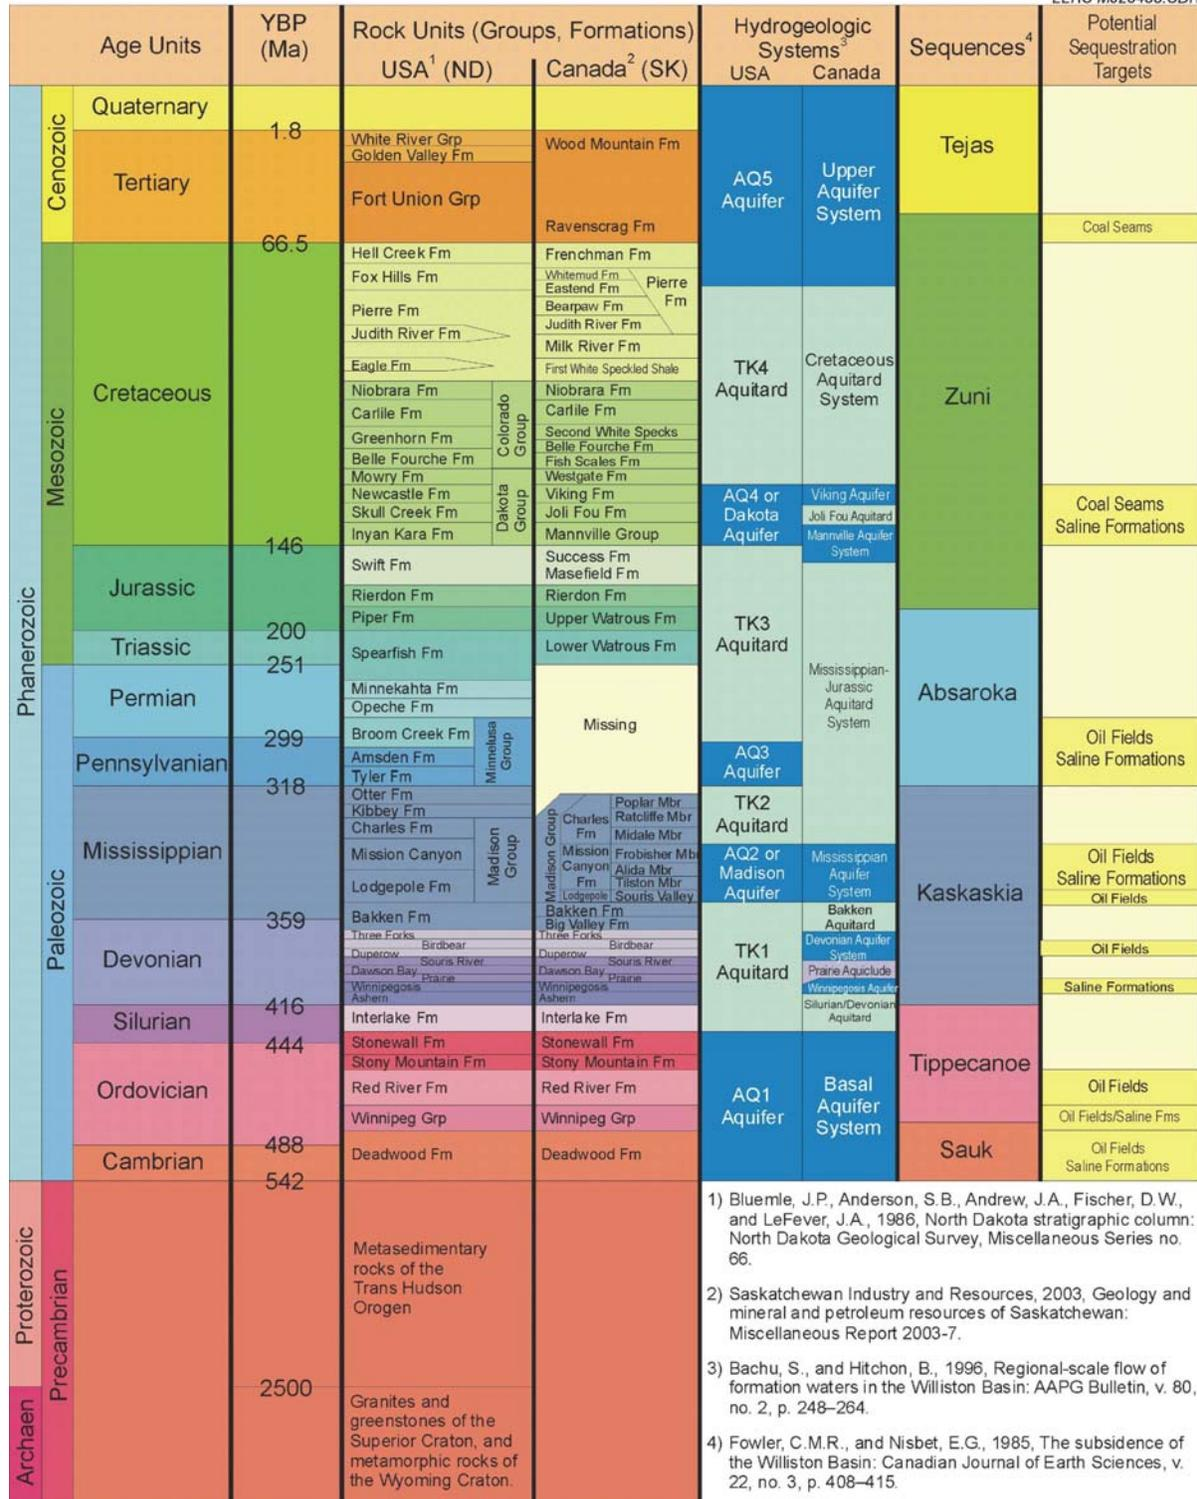 Age Units
YBP
(Ma)
Rock Units (Groups, Formations)
USA1 (ND)
Canada2 (SK)
Hydrogeologic
Systems3
USA
Canada
Sequences4
Potential
Sequestration
Targets
Phanerozoic
Proterozoic
Archaen
Cenozoic
Mesozoic
Paleozoic
Precambrian
Quaternary
Tertiary
Cretaceous
Jurassic
Triassic
Permian
Pennsylvanian
Mississippian
Devonian
Silurian
Ordovician
Cambrian
1.8
66.5
146
200
251
299
318
359
416
444
488
542
2500
White River Grp
Golden Valley Fm
Fort Union Grp
Hell Creek Fm
Fox Hills Fm
Pierre Fm
Judith River Fm
Eagle Fm
Niobrara Fm
Carlile Fm
Greenhorn Fm
Belle Fourche Fm
Colorado
Group
Mowry Fm
Newcastle Fm
Skull Creek Fm
Inyan Kara Fm
Dakota
Group
Swift Fm
Rierdon Fm
Piper Fm
Spearfish Fm
Minnekahta Fm
Opeche Fm
Broom Creek Fm
Amsden Fm
Tyler Fm
Minnelusa
Group
Otter Fm
Kibbey Fm
Charles Fm
Mission Canyon
Lodgepole Fm
Madison
Group
Bakken Fm
Three Forks
Birdbear
Duperow
Souris River
Dawson Bay
Prairie
Winnipegosis
Ashern
Interlake Fm
Stonewall Fm
Stony Mountain Fm
Red River Fm
Winnipeg Grp
Deadwood Fm
Metasedimentary
rocks of the
Trans Hudson
Orogen
Granites and
greenstones of the
Superior Craton, and
metamorphic rocks of
the Wyoming Craton.
Wood Mountain Fm
Ravenscrag Fm
Frenchman Fm
Whitemud Fm
Eastend Fm
Bearpaw Fm
Judith River Fm
Pierre
Fm
Milk River Fm
First White Speckled Shale
Niobrara Fm
Carlile Fm
Second White Specks
Belle Fourche Fm
Fish Scales Fm
Westgate Fm
Viking Fm
Joli Fou Fm
Mannville Group
Success Fm
Masefield Fm
Rierdon Fm
Upper Watrous Fm
Lower Watrous Fm
Missing
Madison Group
Charles
Fm
Mission
Canyon
Fm
Lodgepole
Poplar Mbr
Ratcliffe Mbr
Midale Mbr
Frobisher Mb
Alida Mbr
Tilston Mbr
Souris Valley
Bakken Fm
Big Valley Fm
Three Forks
Birdbear
Duperow
Souris River
Dawson Bay
Prairie
Winnipegosis
Ashern
Interlake Fm
Stonewall Fm
Stony Mountain Fm
Red River Fm
Winnipeg Grp
Deadwood Fm
AQ5
Aquifer
TK4
Aquitard
AQ4 or
Dakota
Aquifer
TK3
Aquitard
AQ3
Aquifer
TK2
Aquitard
AQ2 or
Madison
Aquifer
TK1
Aquitard
AQ1
Aquifer
Upper
Aquifer
System
Cretaceous
Aquitard
System
Viking Aquifer
Joli Fou Aquitard
Mannville Aquifer
System
Mississippian-
Jurassic
Aquitard
System
Mississippian
Aquifer
System
Bakken
Aquitard
Devonian Aquifer
System
Prairie Aquiclude
Winnipegosis Aquifer
Silurian/Devonian
Aquitard
Basal
Aquifer
System
Tejas
Zuni
Absaroka
Kaskaskia
Tippecanoe
Sauk
Coal Seams
Coal Seams
Saline Formations
Oil Fields
Saline Formations
Oil Fields
Saline Formations
Oil Fields
Oil Fields
Saline Formations
Oil Fields
Oil Fields/Saline Fms
Oil Fields
Saline Formations
1) Bluemle, J.P., Anderson, S.B., Andrew, J.A., Fischer, D.W.,
and LeFever, J.A., 1986, North Dakota stratigraphic column:
North Dakota Geological Survey, Miscellaneous Series no.
66.
2) Saskatchewan Industry and Resources, 2003, Geology and
mineral and petroleum resources of Saskatchewan:
Miscellaneous Report 2003-7.
3) Bachu, S., and Hitchon, B., 1996, Regional-scale flow of
formation waters in the Williston Basin: AAPG Bulletin, v. 80,
no. 2, p. 248–264.
4) Fowler, C.M.R., and Nisbet, E.G., 1985, The subsidence of
the Williston Basin: Canadian Journal of Earth Sciences, v.
22, no. 3, p. 408–415.